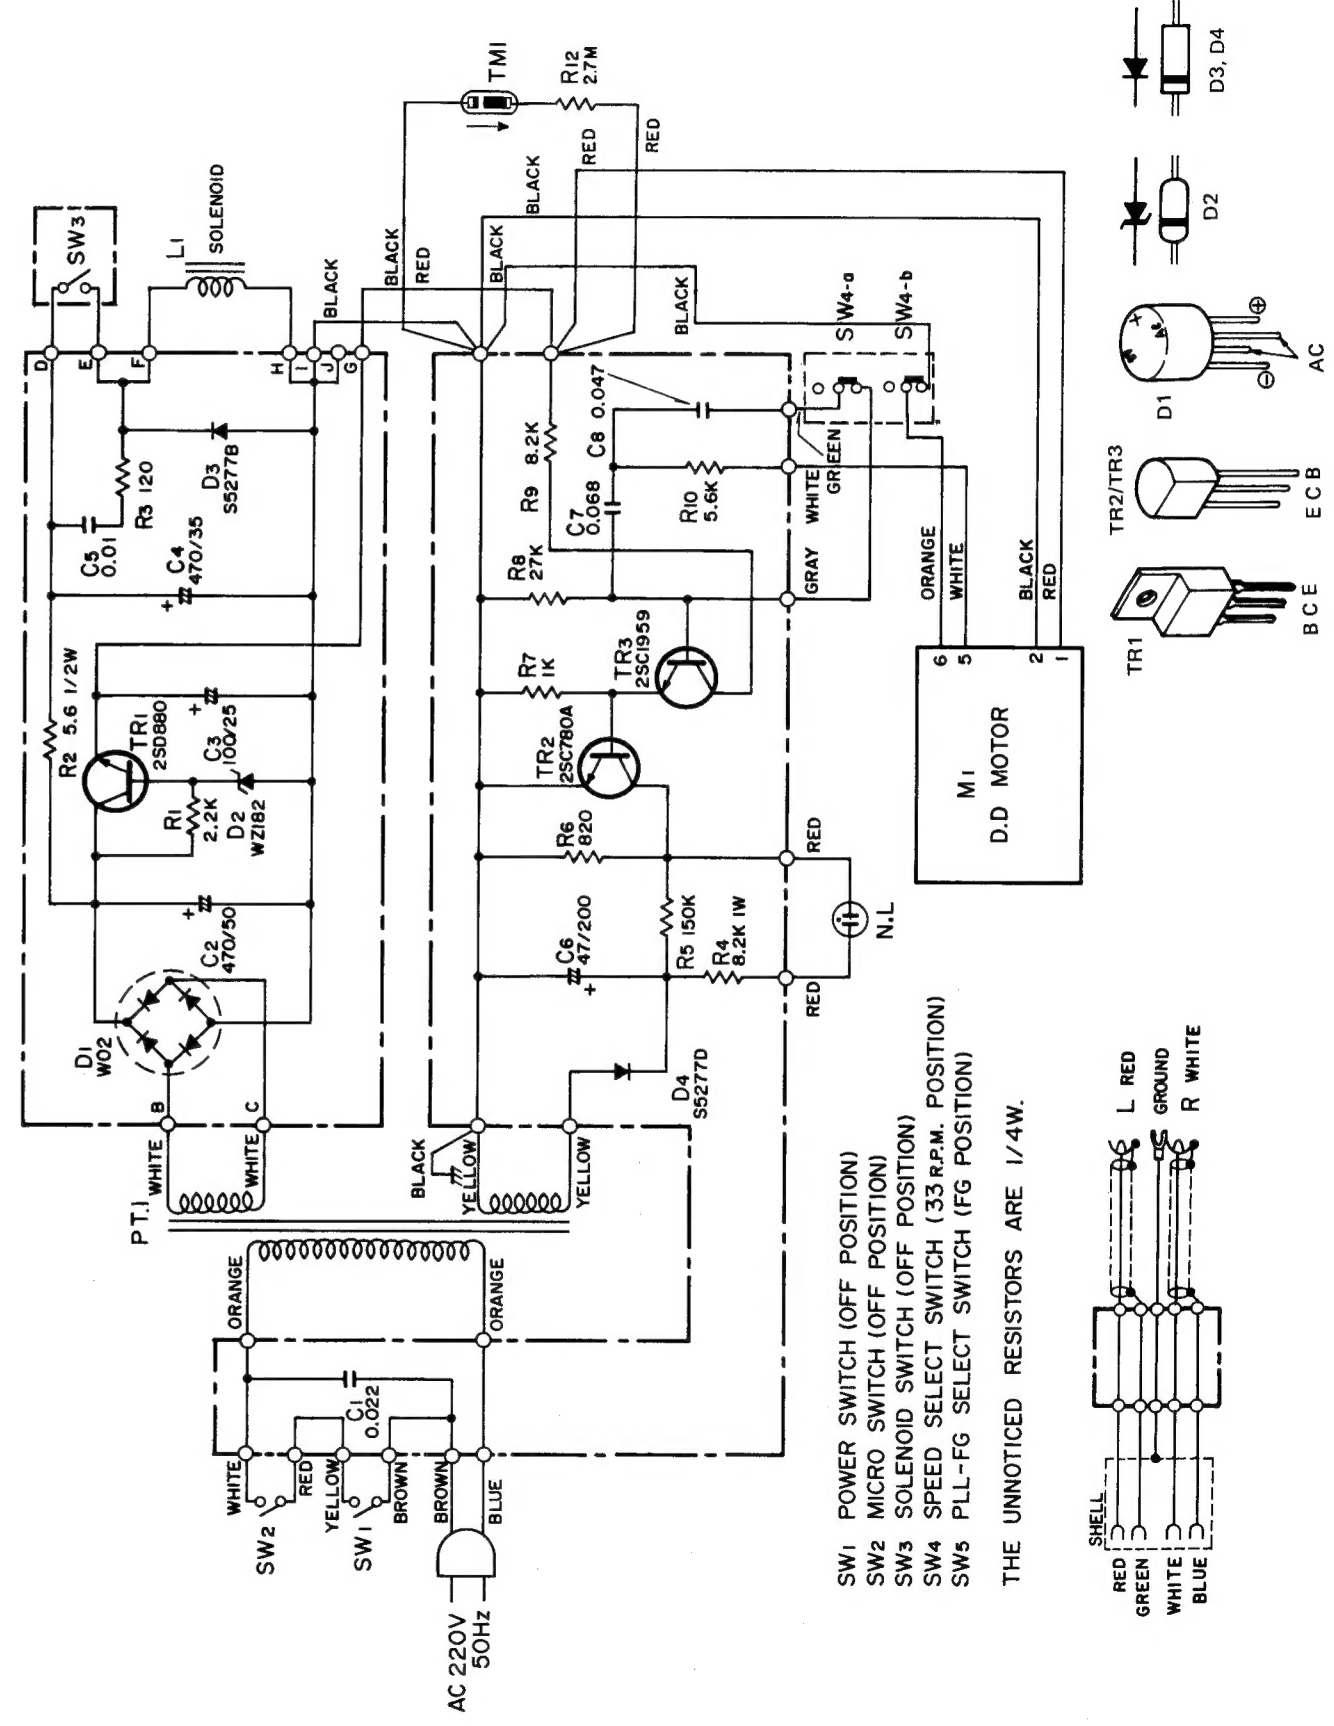 AC 220V
50Hz
SW2
SW1
WHITE
RED
YELLOW
BROWN
BROWN
BLUE
C1
0.022
ORANGE
ORANGE
PT.1
WHITE
WHITE
B
C
BLACK
YELLOW
YELLOW
D1
W02
C2
470/50
R1
2.2K
D2
WZ182
R2 5.6 1/2W
TR1
2SD880
C3
100/25
C4
470/35
C5
0.01
R3 120
D3
S5277B
D
E
F
H
I
J
G
SW3
L1
SOLENOID
BLACK
BLACK
RED
BLACK
BLACK
BLACK
RED
RED
TM1
R12
2.7M
D4
S5277D
C6
47/200
R5 150K
R4
8.2K 1W
R6
820
TR2
2SC780A
R7
1K
TR3
2SC1959
R8
27K
C7
0.068
R9
8.2K
C8 0.047
R10
5.6K
RED
RED
N.L
GRAY
WHITE
GREEN
SW4-a
SW4-b
ORANGE
WHITE
BLACK
RED
6
5
2
1
M1
D.D MOTOR
SW1 POWER SWITCH (OFF POSITION)
SW2 MICRO SWITCH (OFF POSITION)
SW3 SOLENOID SWITCH (OFF POSITION)
SW4 SPEED SELECT SWITCH (33 R.P.M. POSITION)
SW5 PLL-FG SELECT SWITCH (FG POSITION)
THE UNNOTICED RESISTORS ARE 1/4W.
SHELL
RED
GREEN
WHITE
BLUE
L RED
GROUND
R WHITE
TR1
B C E
TR2/TR3
E C B
D1
AC
D2
D3, D4